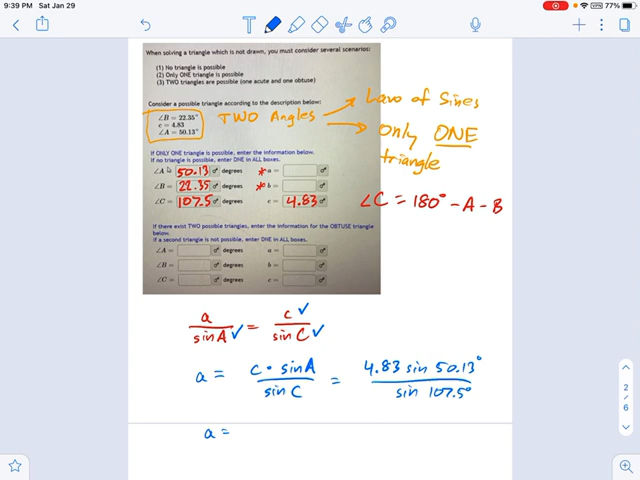 9:39 PM Sat Jan 29
77%
TWO
When solving a triangle which is not drawn, you must consider several scenarios:
(1) No triangle is possible
(2) Only ONE triangle is possible
(3) TWO triangles are possible (one acute and one obtuse)
Consider a possible triangle according to the description below:
∠B = 22.35°
c = 4.83
∠A = 50.13°
TWO Angles
Law of Sines
Only ONE
triangle
If ONLY ONE triangle is possible, enter the information below.
If no triangle is possible, enter DNE in ALL boxes.
∠A = 50.13 degrees * a =
∠B = 22.35 degrees * b =
∠C = 107.5 degrees c = 4.83
∠C = 180° - A - B
If there exist TWO possible triangles, enter the information for the OBTUSE triangle
below.
If a second triangle is not possible, enter DNE in ALL boxes.
∠A = degrees a =
∠B = degrees b =
∠C = degrees c =
a / sin A ✓ = c ✓ / sin C ✓
a = c • sin A / sin C = 4.83 sin 50.13° / sin 107.5°
a =
2
/
6